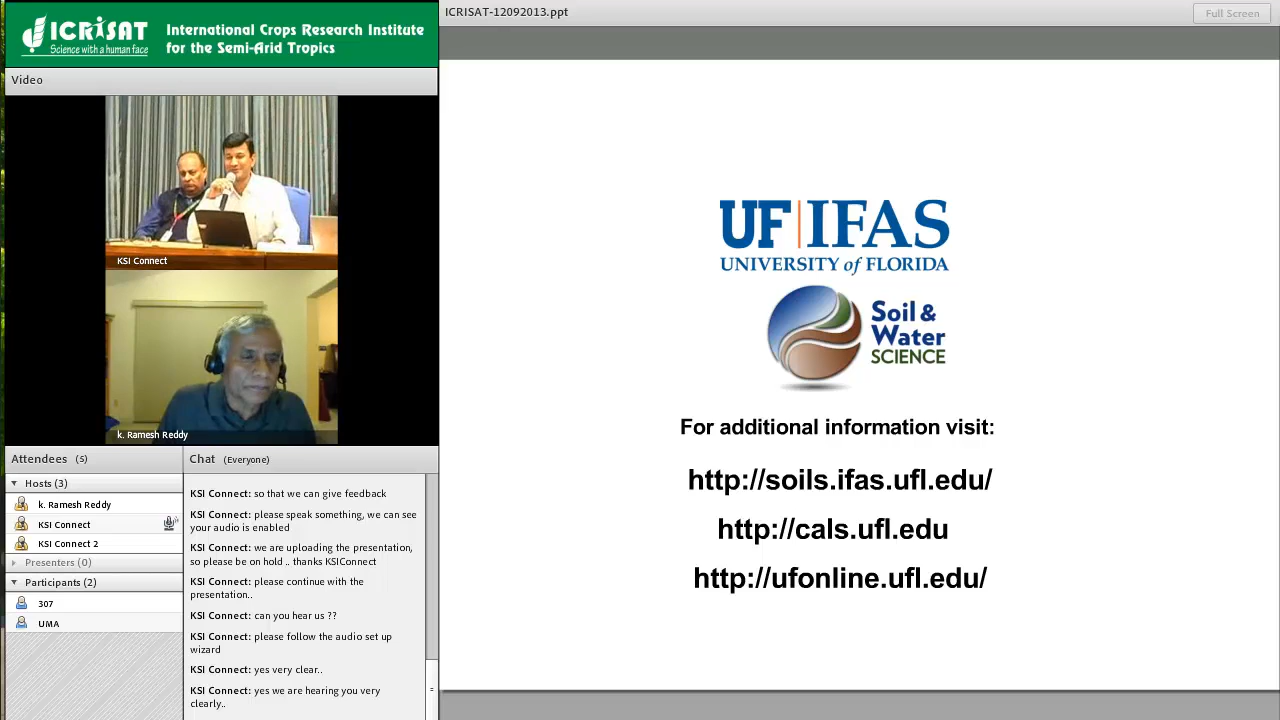 ICRISAT
Science with a human face
International Crops Research Institute
for the Semi-Arid Tropics
Video
KSI Connect
k. Ramesh Reddy
Attendees (5)
Hosts (3)
k. Ramesh Reddy
KSI Connect
KSI Connect 2
Presenters (0)
Participants (2)
307
UMA
Chat (Everyone)
KSI Connect: so that we can give feedback
KSI Connect: please speak something, we can see
your audio is enabled
KSI Connect: we are uploading the presentation,
so please be on hold .. thanks KSIConnect
KSI Connect: please continue with the
presentation..
KSI Connect: can you hear us ??
KSI Connect: please follow the audio set up
wizard
KSI Connect: yes very clear..
KSI Connect: yes we are hearing you very
clearly..
ICRISAT-12092013.ppt
Full Screen
UF IFAS
UNIVERSITY of FLORIDA
Soil &
Water
SCIENCE
For additional information visit:
http://soils.ifas.ufl.edu/
http://cals.ufl.edu
http://ufonline.ufl.edu/